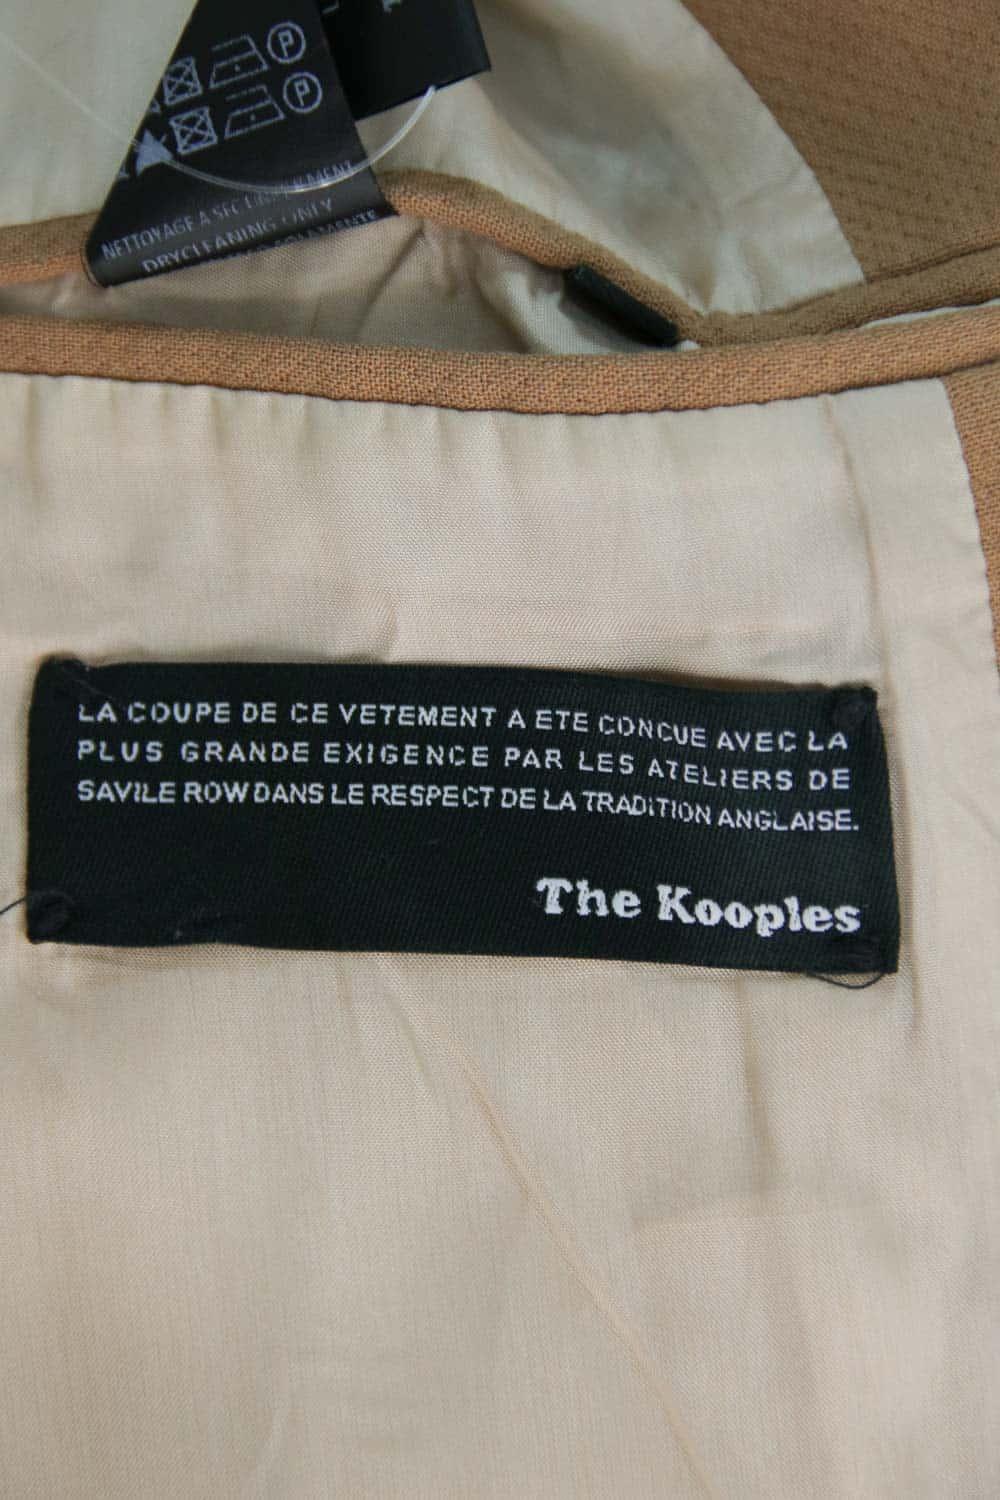 P
P
NETTOYAGE A SEC UNIQUEMENT
DRYCLEANING ONLY
LA COUPE DE CE VETEMENT A ETE CONCUE AVEC LA
PLUS GRANDE EXIGENCE PAR LES ATELIERS DE
SAVILE ROW DANS LE RESPECT DE LA TRADITION ANGLAISE.
The Kooples